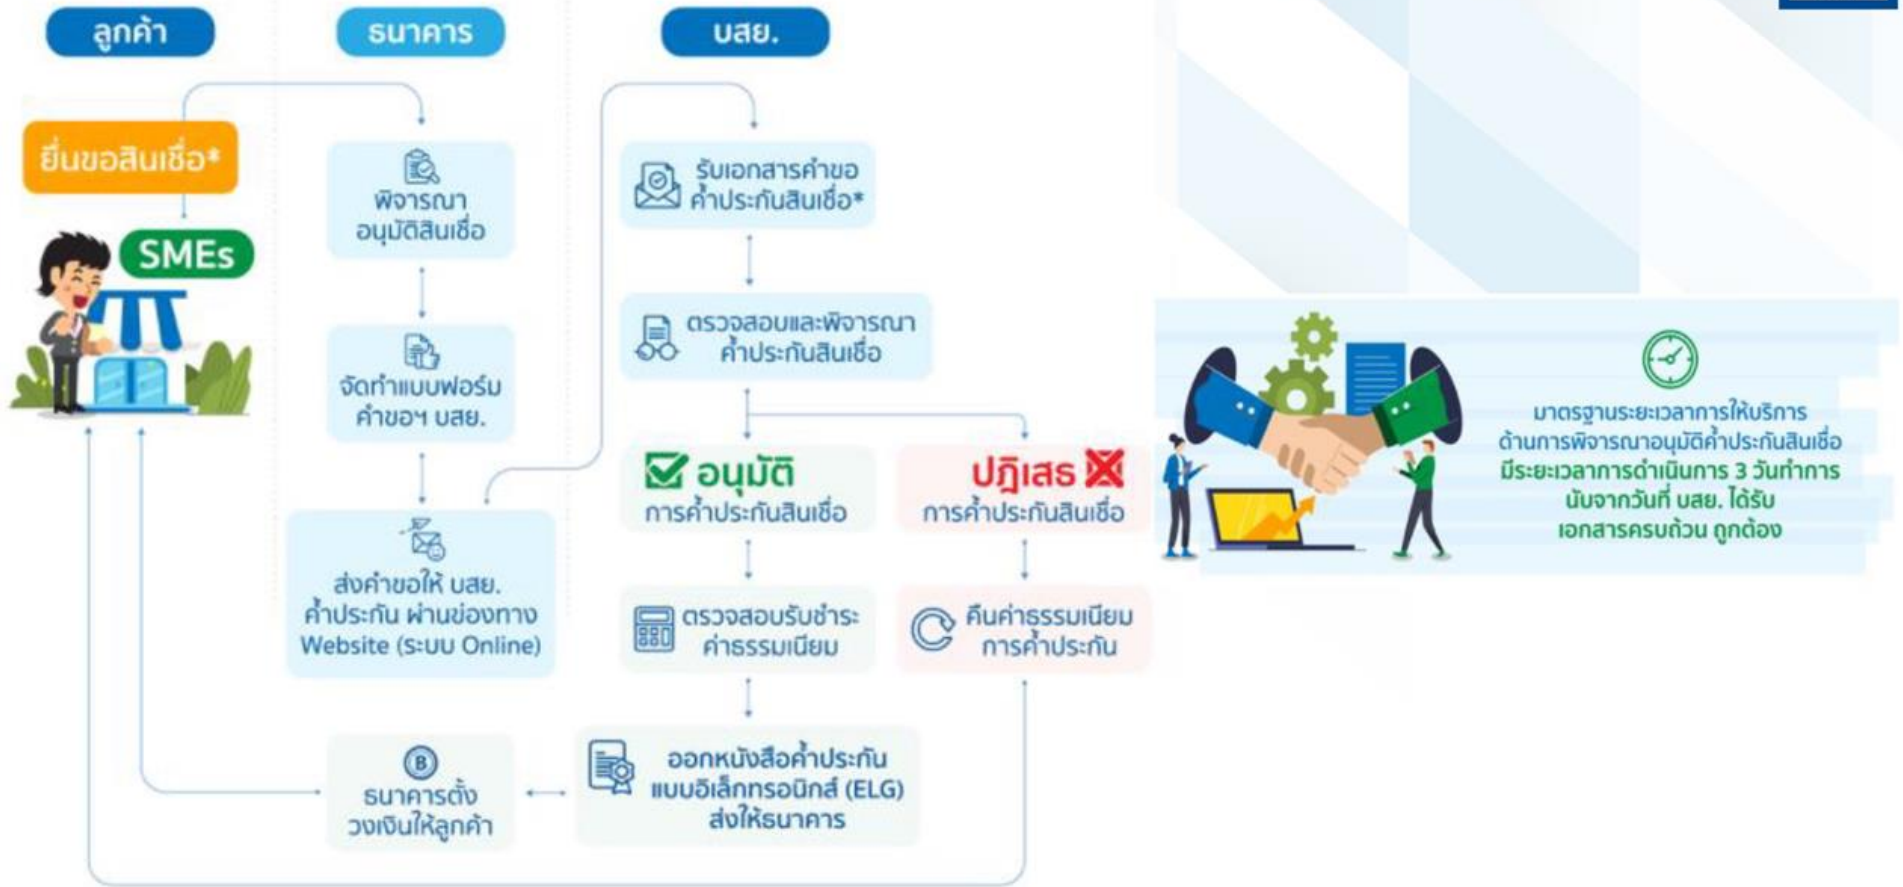 ลูกค้า
ธนาคาร
บสย.
ยื่นขอสินเชื่อ*
SMEs
พิจารณา
อนุมัติสินเชื่อ
จัดทำแบบฟอร์ม
คำขอฯ บสย.
ส่งคำขอให้ บสย.
ค้ำประกัน ผ่านช่องทาง
Website (ระบบ Online)
รับเอกสารคำขอ
ค้ำประกันสินเชื่อ*
ตรวจสอบและพิจารณา
ค้ำประกันสินเชื่อ
อนุมัติ
การค้ำประกันสินเชื่อ
ปฎิเสธ
การค้ำประกันสินเชื่อ
ตรวจสอบรับชำระ
ค่าธรรมเนียม
คืนค่าธรรมเนียม
การค้ำประกัน
ออกหนังสือค้ำประกัน
แบบอิเล็กทรอนิกส์ (ELG)
ส่งให้ธนาคาร
B
ธนาคารตั้ง
วงเงินให้ลูกค้า
มาตรฐานระยะเวลาการให้บริการ
ด้านการพิจารณาอนุมัติค้ำประกันสินเชื่อ
มีระยะเวลาการดำเนินการ 3 วันทำการ
นับจากวันที่ บสย. ได้รับ
เอกสารครบถ้วน ถูกต้อง